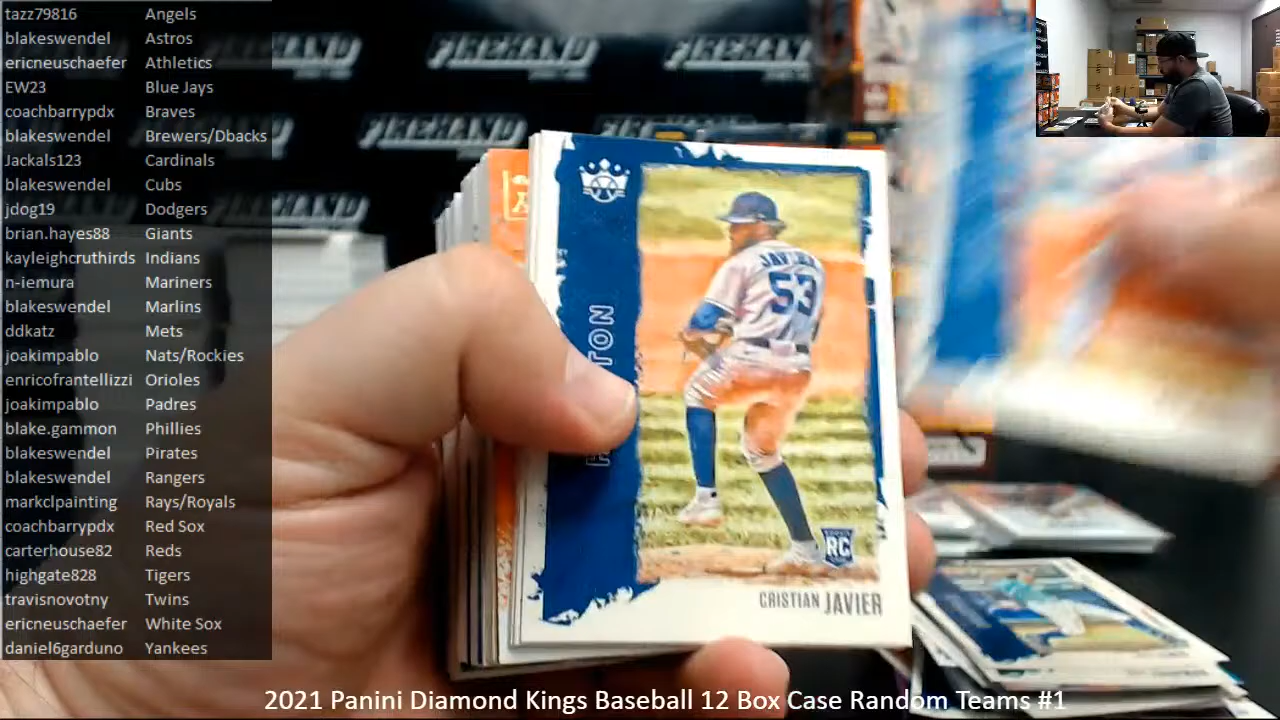 tazz79816 Angels
blakeswendel Astros
ericneuschaefer Athletics
EW23 Blue Jays
coachbarrypdx Braves
blakeswendel Brewers/Dbacks
Jackals123 Cardinals
blakeswendel Cubs
jdog19 Dodgers
brian.hayes88 Giants
kayleighcruthirds Indians
n-iemura Mariners
blakeswendel Marlins
ddkatz Mets
joakimpablo Nats/Rockies
enricofrantellizzi Orioles
joakimpablo Padres
blake.gammon Phillies
blakeswendel Pirates
blakeswendel Rangers
markclpainting Rays/Royals
coachbarrypdx Red Sox
carterhouse82 Reds
highgate828 Tigers
travisnovotny Twins
ericneuschaefer White Sox
daniel6garduno Yankees
FIREHAND FIREHAND FIREHAND
FIREHAND
JAVIER
53
TON
RC
CRISTIAN JAVIER
2021 Panini Diamond Kings Baseball 12 Box Case Random Teams #1